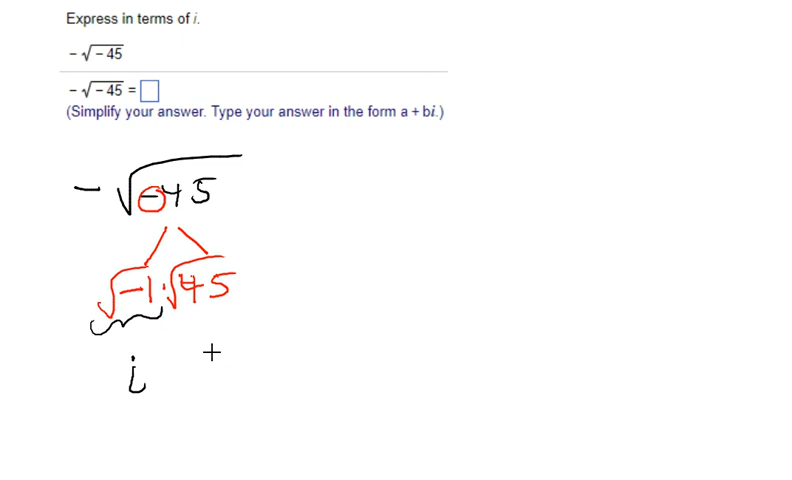 Express in terms of i.
- √-45
- √-45 =
(Simplify your answer. Type your answer in the form a + bi.)
- √-45
√-1 · √45
i